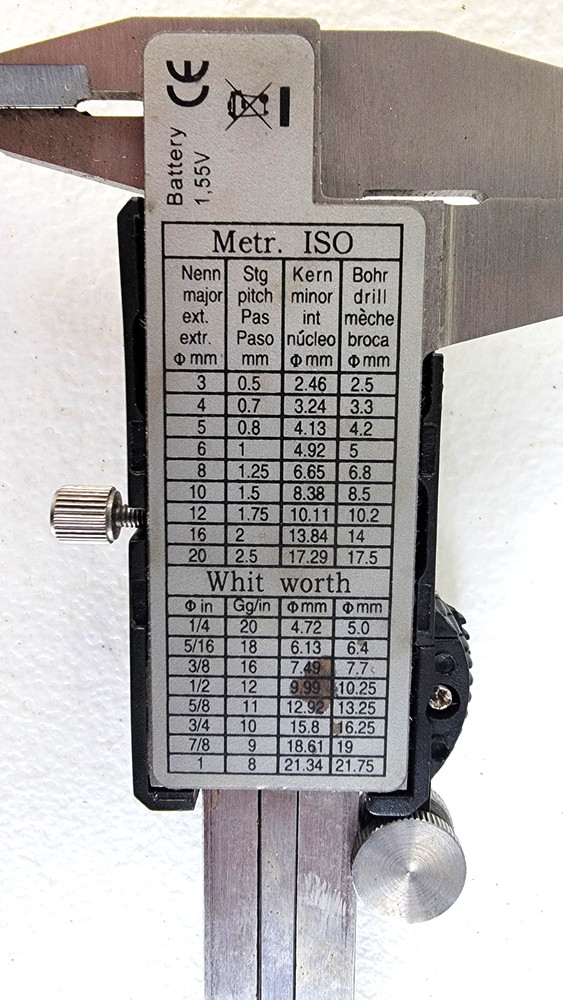 CE
Battery
1,55V
Metr. ISO
Nenn Stg Kern Bohr
major pitch minor drill
ext. Pas int mèche
extr. Paso núcleo broca
Φ mm mm Φ mm Φ mm
3 0.5 2.46 2.5
4 0.7 3.24 3.3
5 0.8 4.13 4.2
6 1 4.92 5
8 1.25 6.65 6.8
10 1.5 8.38 8.5
12 1.75 10.11 10.2
16 2 13.84 14
20 2.5 17.29 17.5
Whit worth
Φ in Gg/in Φ mm Φ mm
1/4 20 4.72 5.0
5/16 18 6.13 6.4
3/8 16 7.49 7.7
1/2 12 9.99 10.25
5/8 11 12.92 13.25
3/4 10 15.8 16.25
7/8 9 18.61 19
1 8 21.34 21.75